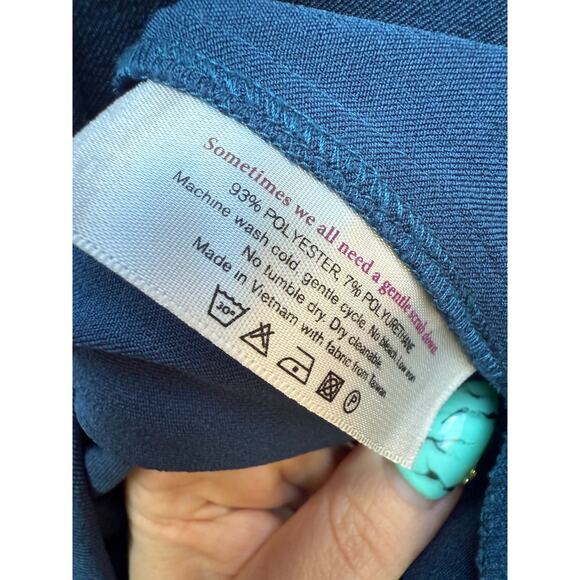 Sometimes we all need a gentle scrub down.
93% POLYESTER 7% POLYURETHANE
Machine wash cold, gentle cycle. No bleach. Low iron
No tumble dry. Dry cleanable.
Made in Vietnam with fabric from Taiwan
30° P